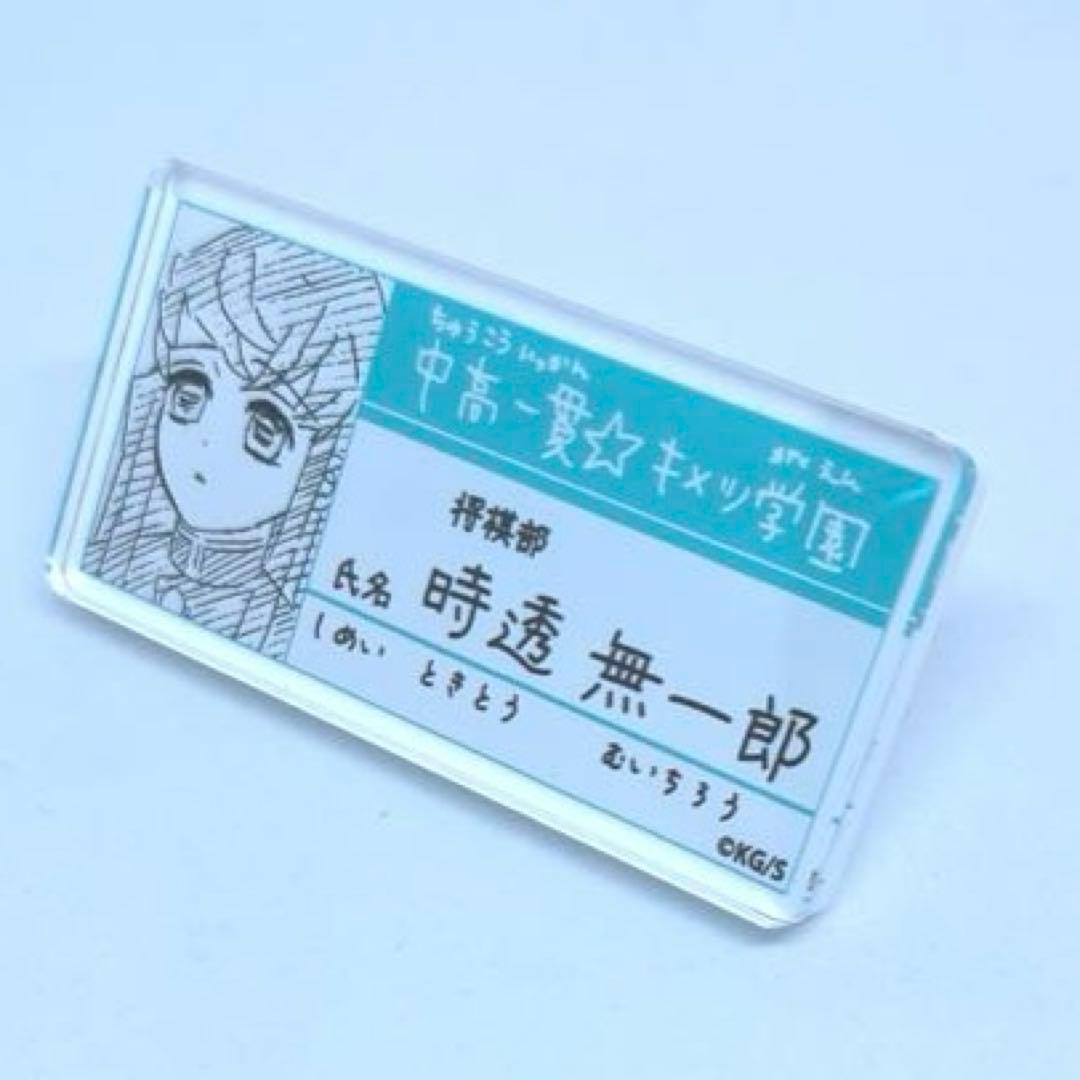 ちゅうこういっかん
中高一貫☆キメツ学園
がくえん
将棋部
氏名 時透 無一郎
しめい ときとう むいちろう
©KG/S